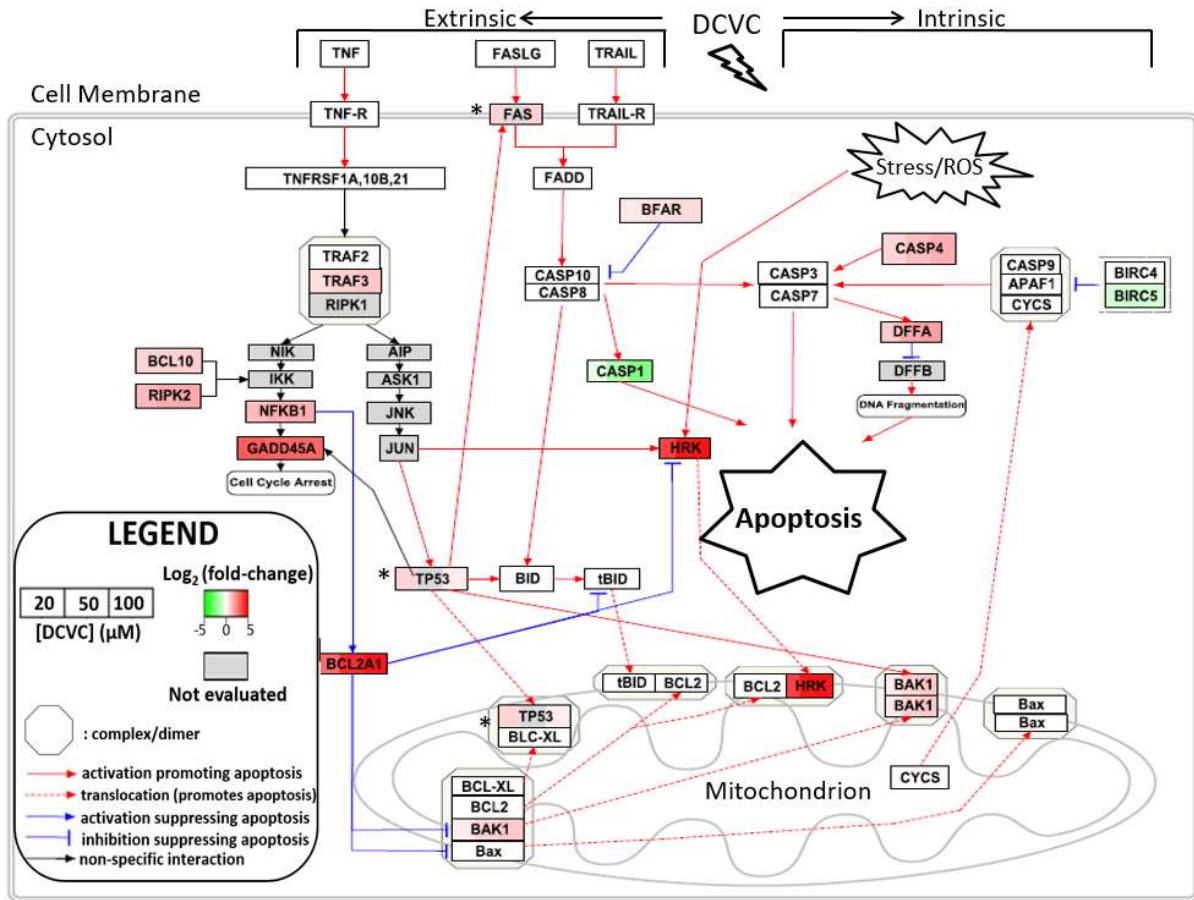 Extrinsic
DCVC
Intrinsic
TNF
FASLG
TRAIL
Cell Membrane
TNF-R
* FAS
TRAIL-R
Cytosol
Stress/ROS
TNFRSF1A,10B,21
FADD
BFAR
CASP4
TRAF2
TRAF3
RIPK1
CASP10
CASP8
CASP3
CASP7
CASP9
APAF1
CYCS
BIRC4
BIRC5
DFFA
DFFB
DNA Fragmentation
BCL10
RIPK2
NIK
IKK
NFKB1
GADD45A
Cell Cycle Arrest
AIP
ASK1
JNK
JUN
CASP1
HRK
Apoptosis
* TP53
BID
tBID
BCL2A1
tBID BCL2
BCL2 HRK
BAK1
BAK1
Bax
Bax
* TP53
BLC-XL
BCL-XL
BCL2
BAK1
Bax
CYCS
Mitochondrion
LEGEND
Log2 (fold-change)
20 50 100
[DCVC] (μM)
-5 0 5
Not evaluated
: complex/dimer
activation promoting apoptosis
translocation (promotes apoptosis)
activation suppressing apoptosis
inhibition suppressing apoptosis
non-specific interaction